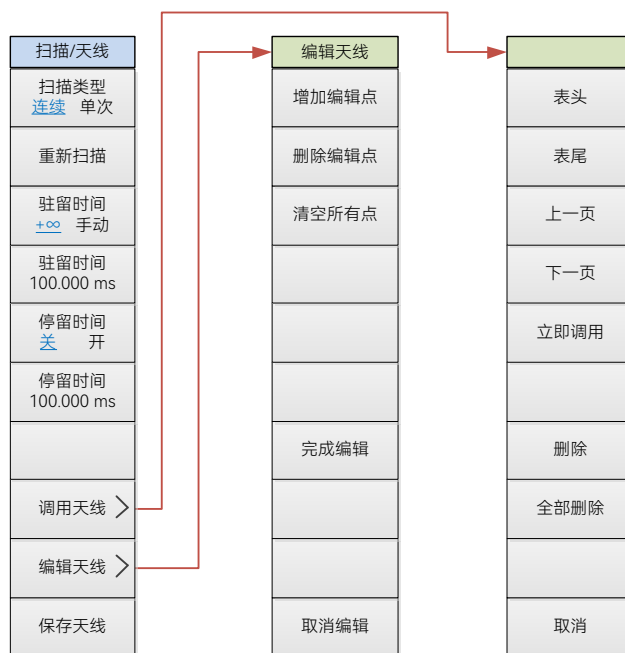 扫描/天线
扫描类型
连续 单次
重新扫描
驻留时间
+∞ 手动
驻留时间
100.000 ms
停留时间
关 开
停留时间
100.000 ms
调用天线
编辑天线
保存天线
编辑天线
增加编辑点
删除编辑点
清空所有点
完成编辑
取消编辑
表头
表尾
上一页
下一页
立即调用
删除
全部删除
取消